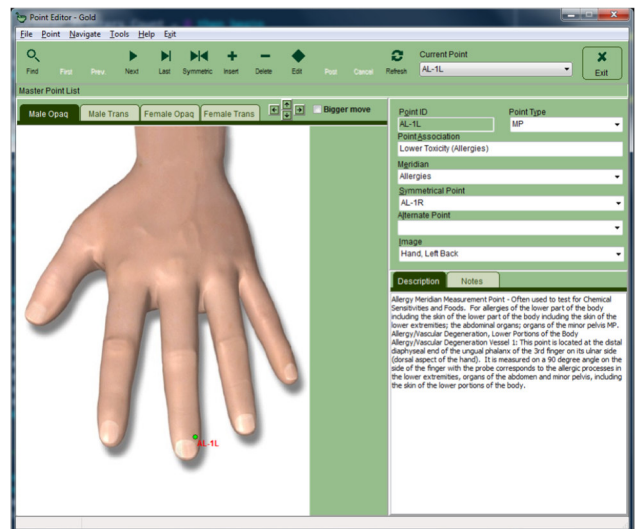 Point Editor - Gold
File Point Navigate Tools Help Exit
Find First Prev Next Last Symmetric Insert Delete Edit Post Cancel Refresh
Current Point
AL-1L
Exit
Master Point List
Male Opaq Male Trans Female Opaq Female Trans Bigger move
Point ID Point Type
AL-1L MP
Point Association
Lower Toxicity (Allergies)
Meridian
Allergies
Symmetrical Point
AL-1R
Alternate Point
Image
Hand, Left Back
Description Notes
Allergy Meridian Measurement Point - Often used to test for Chemical
Sensitivities and Foods. For allergies of the lower part of the body
including the skin of the lower part of the body including the skin of the
lower extremities; the abdominal organs; organs of the minor pelvis MP.
Allergy/Vascular Degeneration, Lower Portions of the Body
Allergy/Vascular Degeneration Vessel 1: This point is located at the distal
diaphyseal end of the ungual phalanx of the 3rd finger on its ulnar side
(dorsal aspect of the hand). It is measured on a 90 degree angle on the
side of the finger with the probe corresponds to the allergic processes in
the lower extremities, organs of the abdomen and minor pelvis, including
the skin of the lower portions of the body.
AL-1L